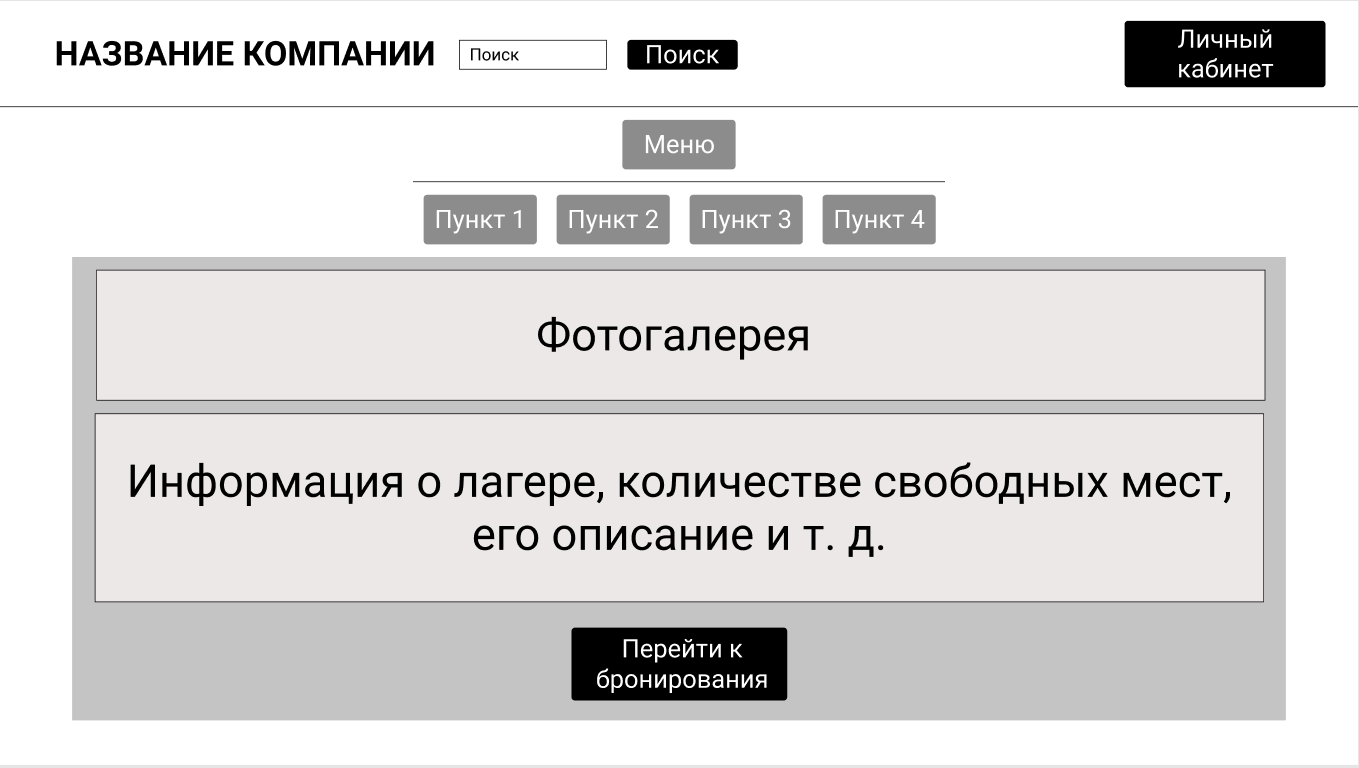 НАЗВАНИЕ КОМПАНИИ
Поиск
Поиск
Личный
кабинет
Меню
Пункт 1
Пункт 2
Пункт 3
Пункт 4
Фотогалерея
Информация о лагере, количестве свободных мест,
его описание и т. д.
Перейти к
бронирования